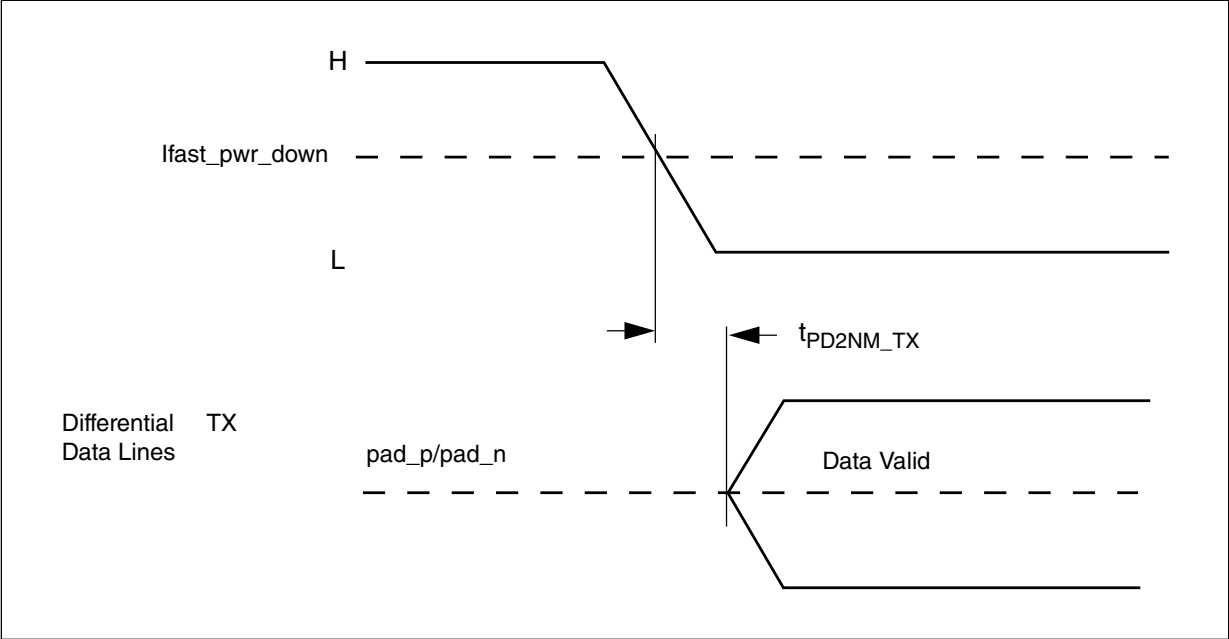 H
lfast_pwr_down
L
tPD2NM_TX
Differential TX
Data Lines
pad_p/pad_n
Data Valid